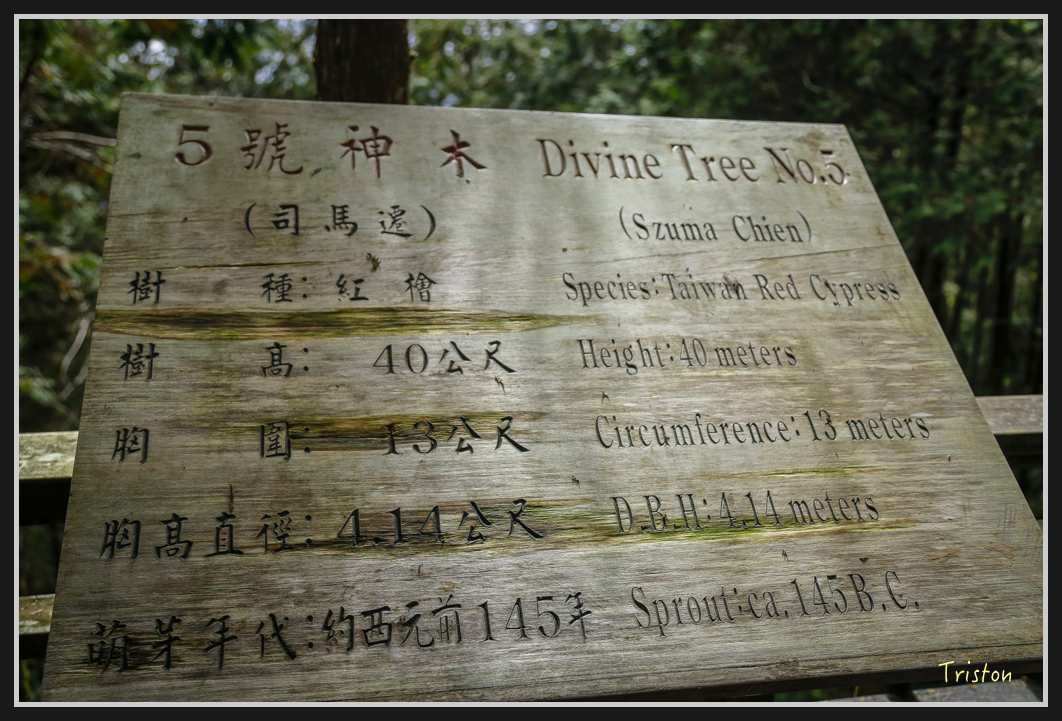 5號神木 Divine Tree No.5
(司馬遷) (Szuma Chien)
樹種:紅檜 Species:Taiwan Red Cypress
樹高:40公尺 Height:40 meters
胸圍:13公尺 Circumference:13 meters
胸高直徑:4.14公尺 D.B.H:4.14 meters
萌芽年代:約西元前145年 Sprout:ca.145B.C.
Triston